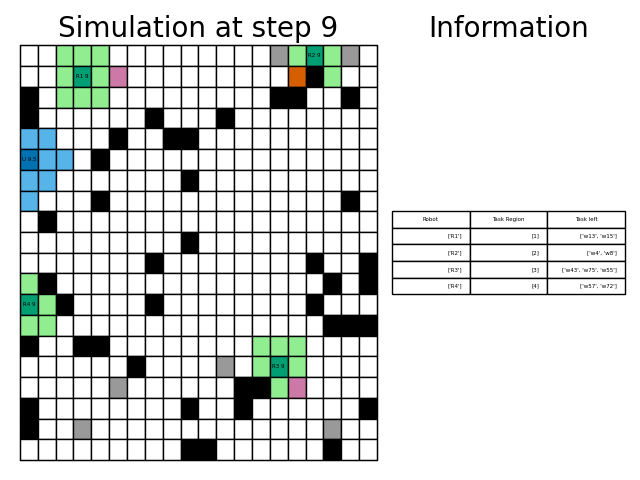 Simulation at step 9
Information
R2 9
R1 9
U 9.5
R4 9
R3 9
Robot Task Region Task left
['R1'] [1] ['w13', 'w15']
['R2'] [2] ['w4', 'w8']
['R3'] [3] ['w43', 'w75', 'w55']
['R4'] [4] ['w57', 'w72']